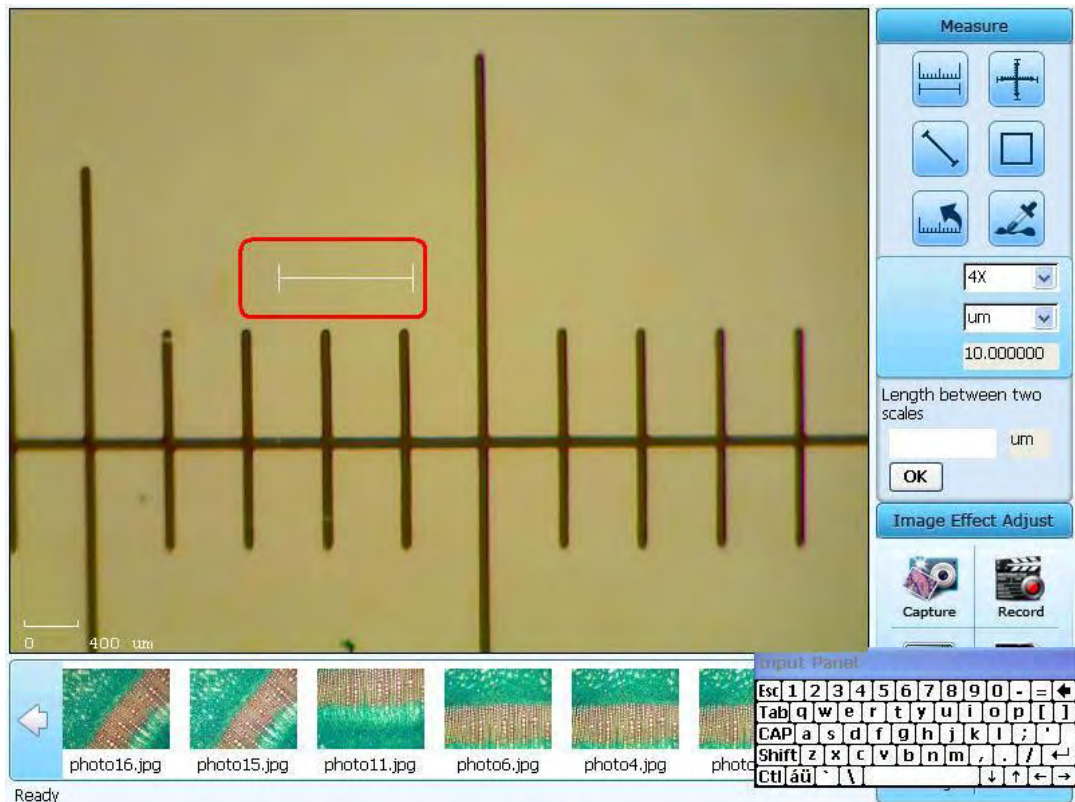 Measure
4X
um
10.000000
Length between two
scales
um
OK
Image Effect Adjust
Capture
Record
0 400 um
photo16.jpg
photo15.jpg
photo11.jpg
photo6.jpg
photo4.jpg
Input Panel
Esc 1 2 3 4 5 6 7 8 9 0 - =
Tab q w e r t y u i o p [ ]
CAP a s d f g h j k l ; '
Shift z x c v b n m , . /
Ctl áü ` \
Ready